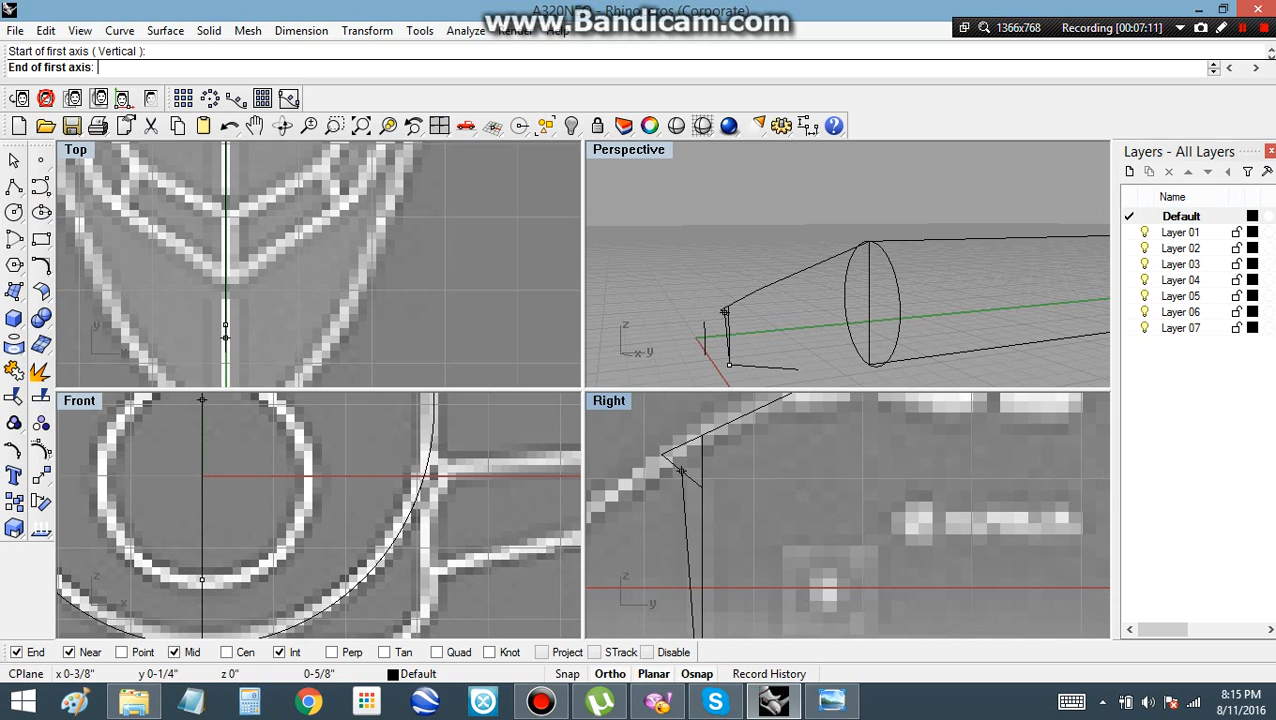 A320NEO - Rhinoceros (Corporate)
www.Bandicam.com
File Edit View Curve Surface Solid Mesh Dimension Transform Tools Analyze Render Panels Help
1366x768 Recording [00:07:11]
Start of first axis ( Vertical ):
End of first axis:
Top
Perspective
Layers - All Layers
Name
Default
Layer 01
Layer 02
Layer 03
Layer 04
Layer 05
Layer 06
Layer 07
y
z
x y
Front
Right
z
x
z
y
End Near Point Mid Cen Int Perp Tan Quad Knot Project STrack Disable
CPlane x 0-3/8" y 0-1/4" z 0" 0-5/8" Default Snap Ortho Planar Osnap Record History
8:15 PM
8/11/2016